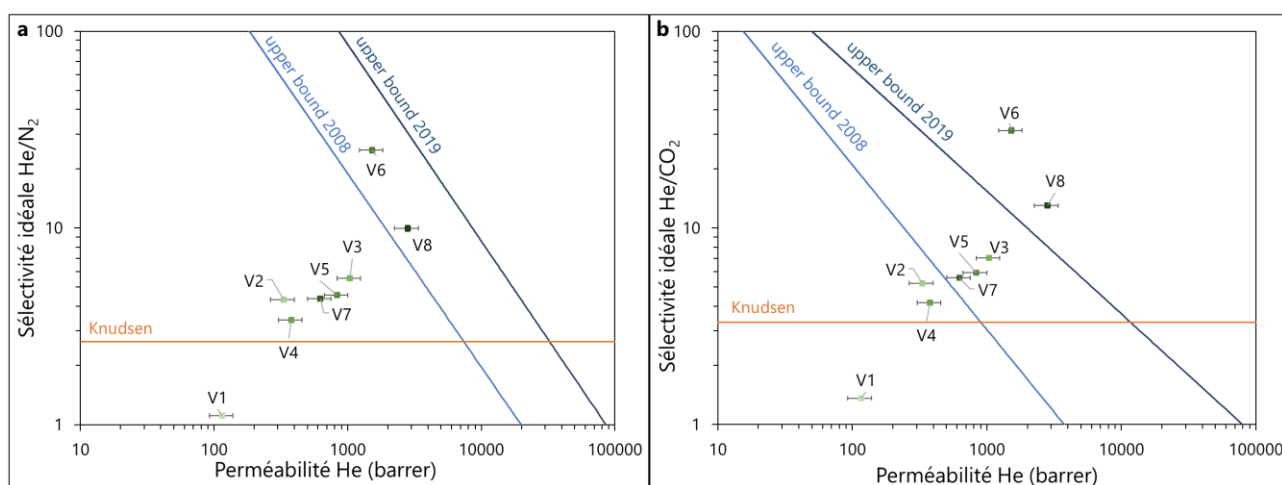 a
100
10
1
Sélectivité idéale He/N2
upper bound 2008
upper bound 2019
V6
V8
V3
V5
V2
V7
V4
Knudsen
V1
10
100
1000
10000
100000
Perméabilité He (barrer)
b
100
10
1
Sélectivité idéale He/CO2
upper bound 2008
upper bound 2019
V6
V8
V5
V3
V2
V7
V4
Knudsen
V1
10
100
1000
10000
100000
Perméabilité He (barrer)